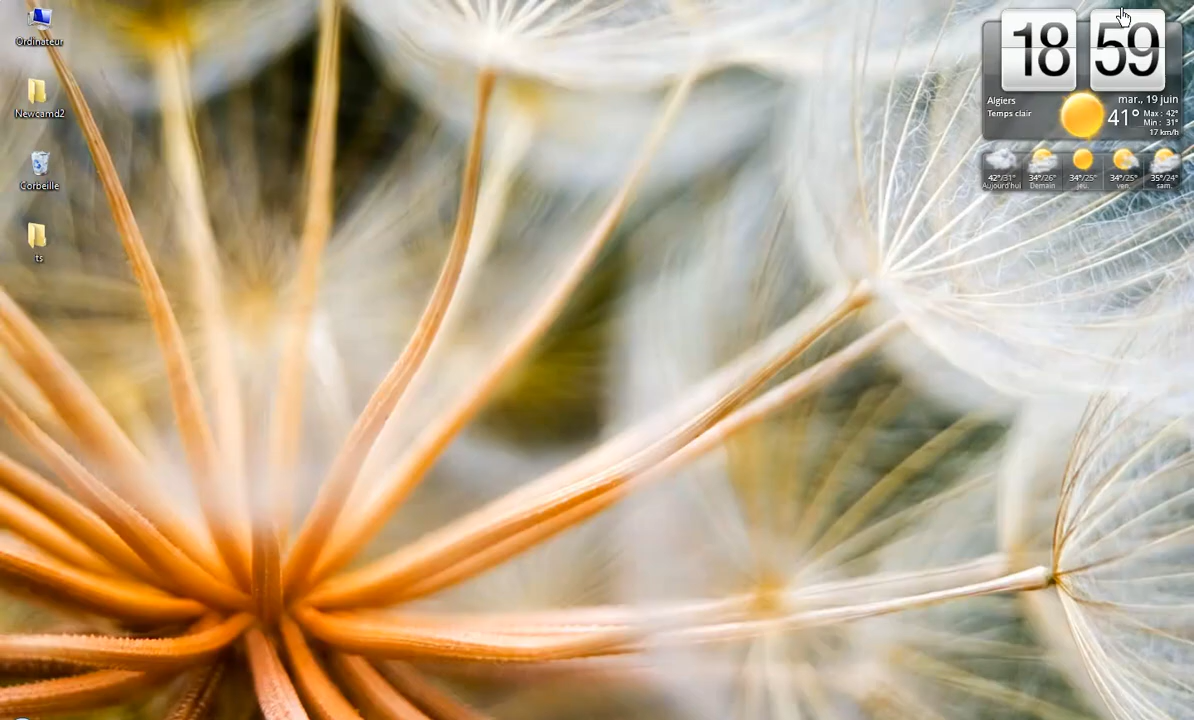 Ordinateur
Newcamd2
Corbeille
ts
18 59
Algiers
Temps clair
mar., 19 juin
41°
Max : 42°
Min : 31°
17 km/h
42°/31° 34°/26° 34°/25° 34°/25° 35°/24°
Aujourd'hui Demain jeu. ven. sam.